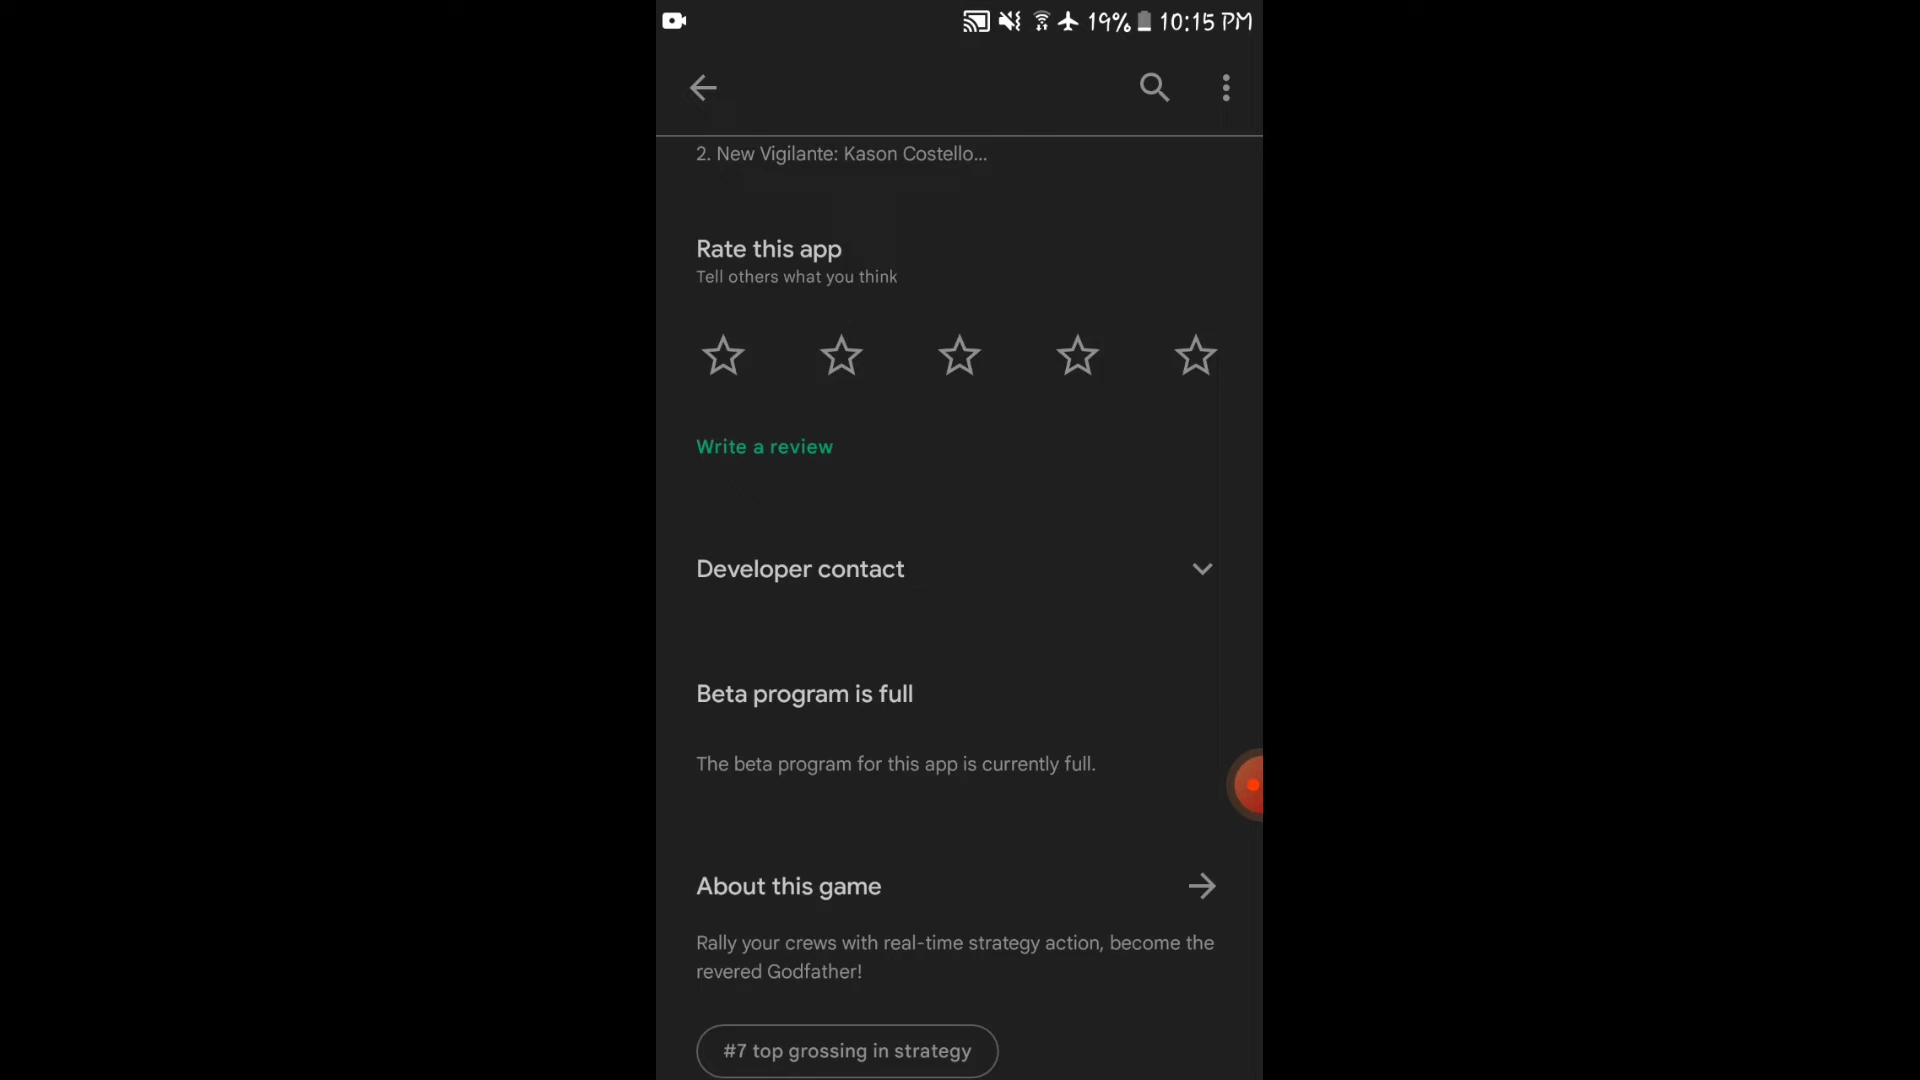 19% 10:15 PM
2. New Vigilante: Kason Costello...
Rate this app
Tell others what you think
Write a review
Developer contact
Beta program is full
The beta program for this app is currently full.
About this game
Rally your crews with real-time strategy action, become the
revered Godfather!
#7 top grossing in strategy